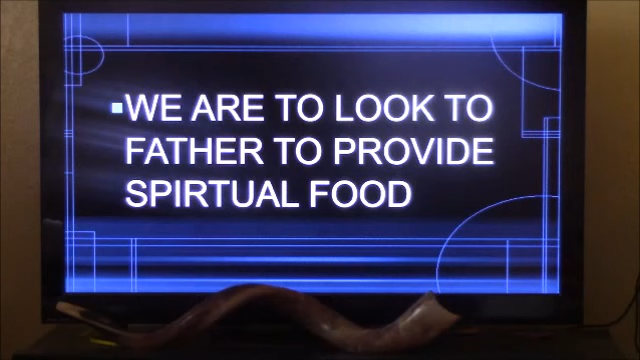 ▪WE ARE TO LOOK TO
FATHER TO PROVIDE
SPIRTUAL FOOD